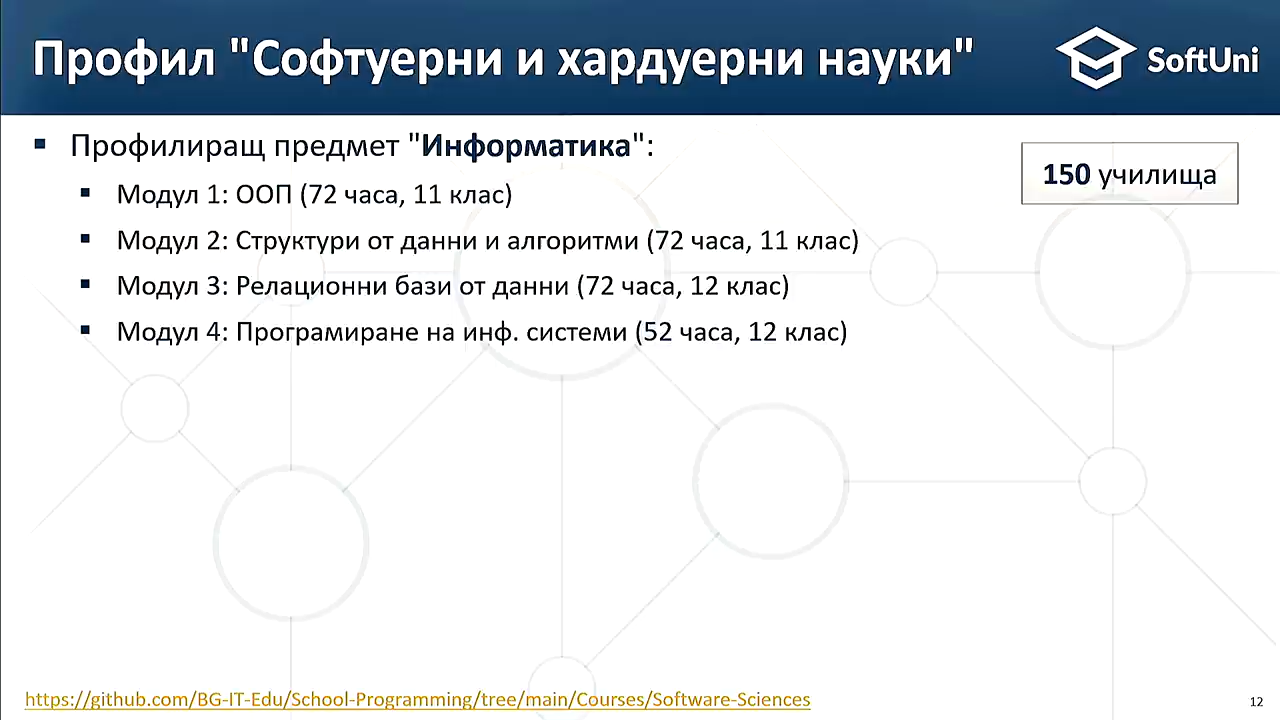 Профил "Софтуерни и хардуерни науки"
SoftUni
▪ Профилиращ предмет "Информатика":
150 училища
▪ Модул 1: ООП (72 часа, 11 клас)
▪ Модул 2: Структури от данни и алгоритми (72 часа, 11 клас)
▪ Модул 3: Релационни бази от данни (72 часа, 12 клас)
▪ Модул 4: Програмиране на инф. системи (52 часа, 12 клас)
https://github.com/BG-IT-Edu/School-Programming/tree/main/Courses/Software-Sciences
12